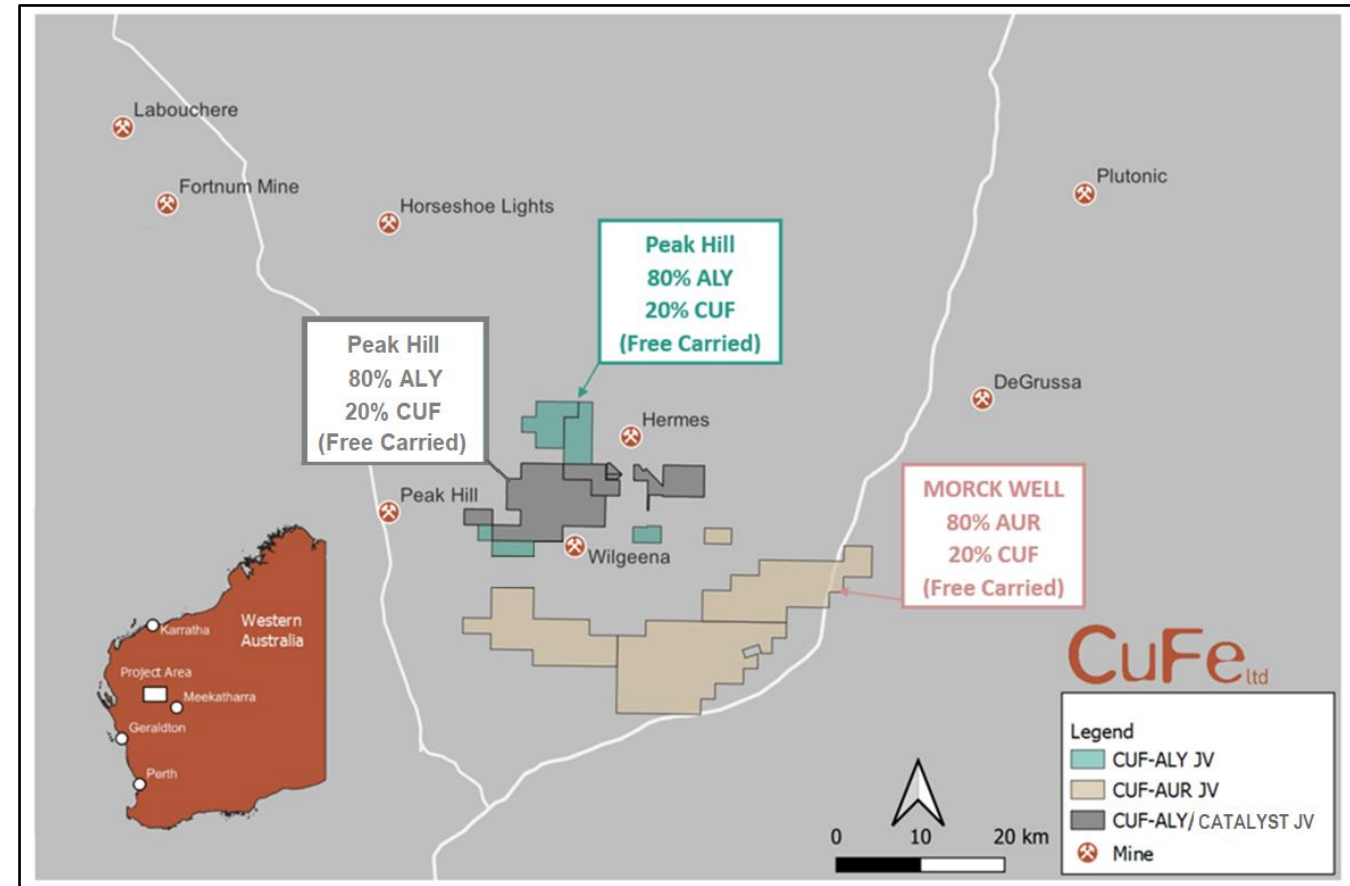 Labouchere
Fortnum Mine
Horseshoe Lights
Plutonic
Peak Hill
80% ALY
20% CUF
(Free Carried)
Peak Hill
80% ALY
20% CUF
(Free Carried)
DeGrussa
Hermes
Peak Hill
Wilgeena
MORCK WELL
80% AUR
20% CUF
(Free Carried)
Western
Australia
Karratha
Project Area
Meekatharra
Geraldton
Perth
CuFe ltd
Legend
CUF-ALY JV
CUF-AUR JV
CUF-ALY/ CATALYST JV
Mine
0 10 20 km